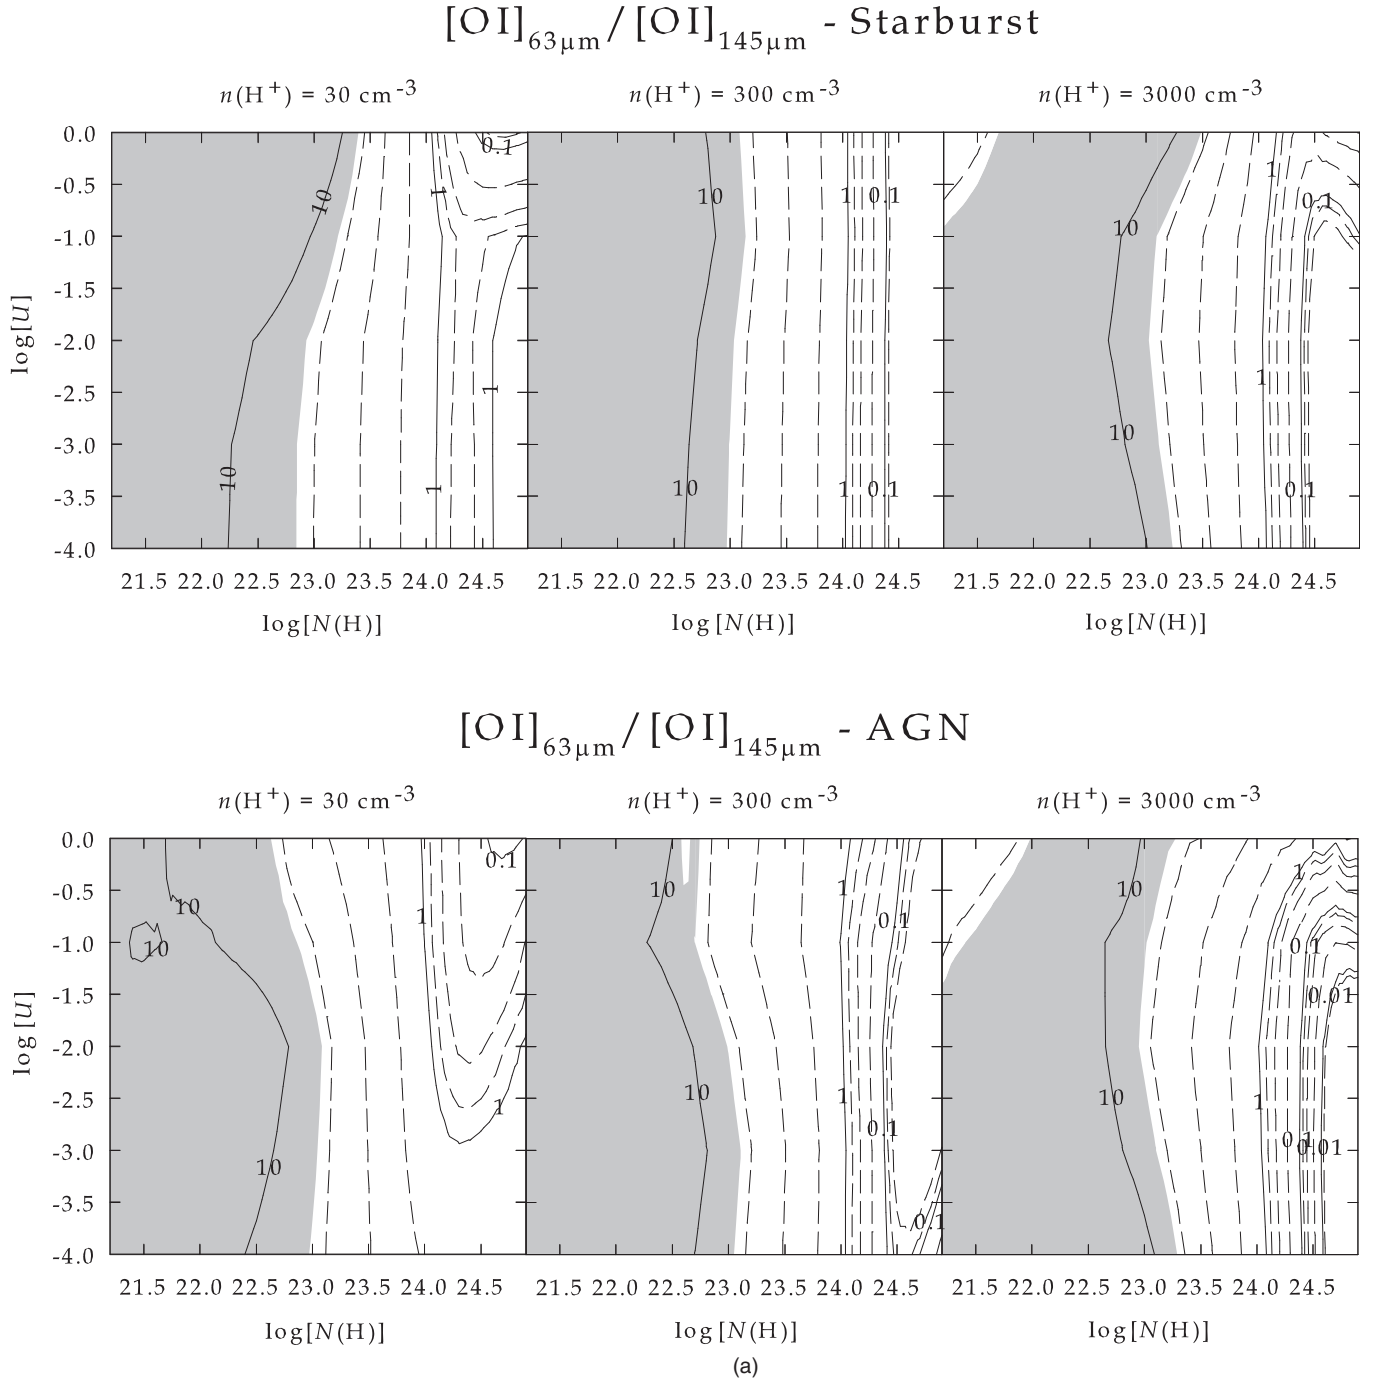 [OI]63μm/[OI]145μm - Starburst
n(H+) = 30 cm-3 n(H+) = 300 cm-3 n(H+) = 3000 cm-3
0.0 0.1
-0.5 10 1 10 1 0.1 1 0.1
-1.0 10
-1.5
log[U]
-2.0
-2.5 1 1
-3.0 10
-3.5 10 1 10 1 0.1 0.1
-4.0
21.5 22.0 22.5 23.0 23.5 24.0 24.5 21.5 22.0 22.5 23.0 23.5 24.0 24.5 21.5 22.0 22.5 23.0 23.5 24.0 24.5
log[N(H)] log[N(H)] log[N(H)]
[OI]63μm/[OI]145μm - AGN
n(H+) = 30 cm-3 n(H+) = 300 cm-3 n(H+) = 3000 cm-3
0.0 0.1
-0.5 10 1 10 1 0.1 10 1
-1.0 10 0.1
-1.5 0.01
log[U]
-2.0
-2.5 1 10 1 0.1 10 1
-3.0 10 0.1 0.01
-3.5 0.1
-4.0
21.5 22.0 22.5 23.0 23.5 24.0 24.5 21.5 22.0 22.5 23.0 23.5 24.0 24.5 21.5 22.0 22.5 23.0 23.5 24.0 24.5
log[N(H)] log[N(H)] log[N(H)]
(a)